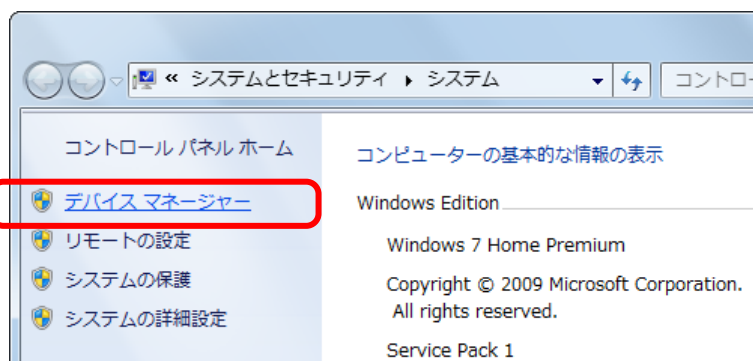 « システムとセキュリティ ▸ システム
コントロ
コントロール パネル ホーム
デバイス マネージャー
リモートの設定
システムの保護
システムの詳細設定
コンピューターの基本的な情報の表示
Windows Edition
Windows 7 Home Premium
Copyright © 2009 Microsoft Corporation.
All rights reserved.
Service Pack 1